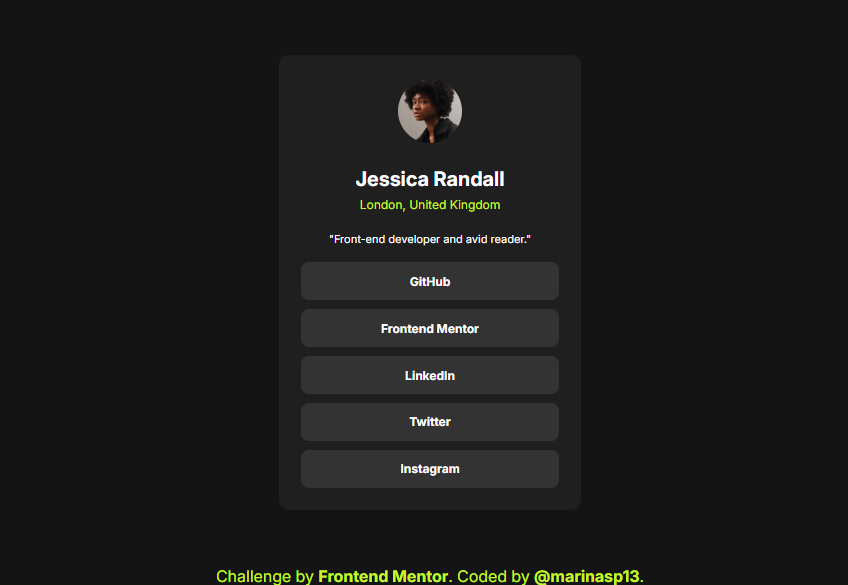 Jessica Randall
London, United Kingdom
"Front-end developer and avid reader."
GitHub
Frontend Mentor
LinkedIn
Twitter
Instagram
Challenge by Frontend Mentor. Coded by @marinasp13.